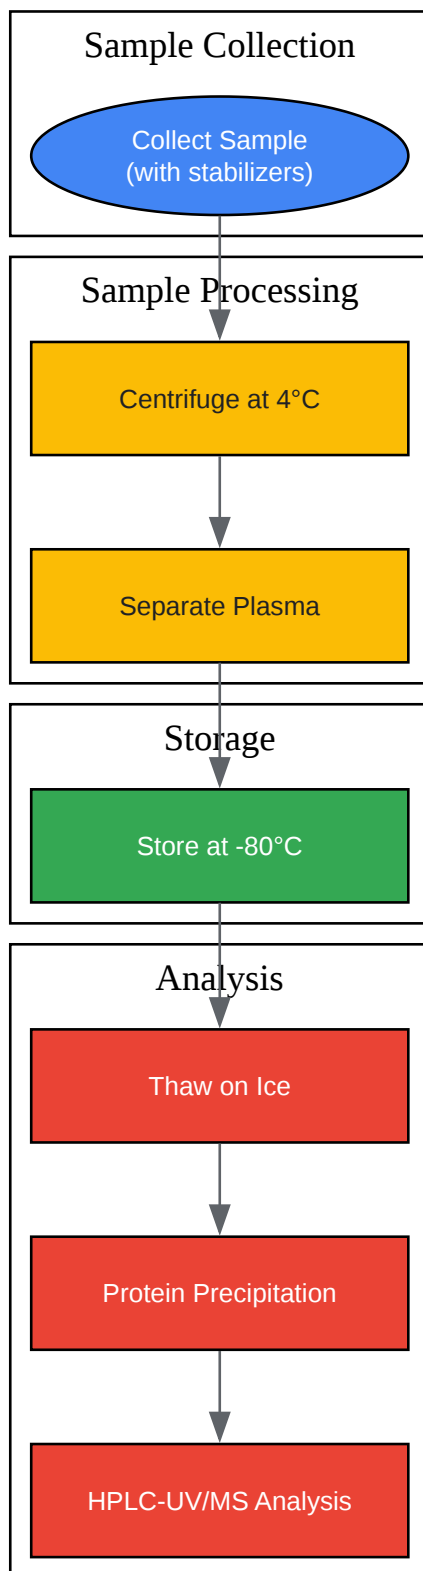 Sample Collection
Collect Sample
(with stabilizers)
Sample Processing
Centrifuge at 4°C
Separate Plasma
Storage
Store at -80°C
Analysis
Thaw on Ice
Protein Precipitation
HPLC-UV/MS Analysis